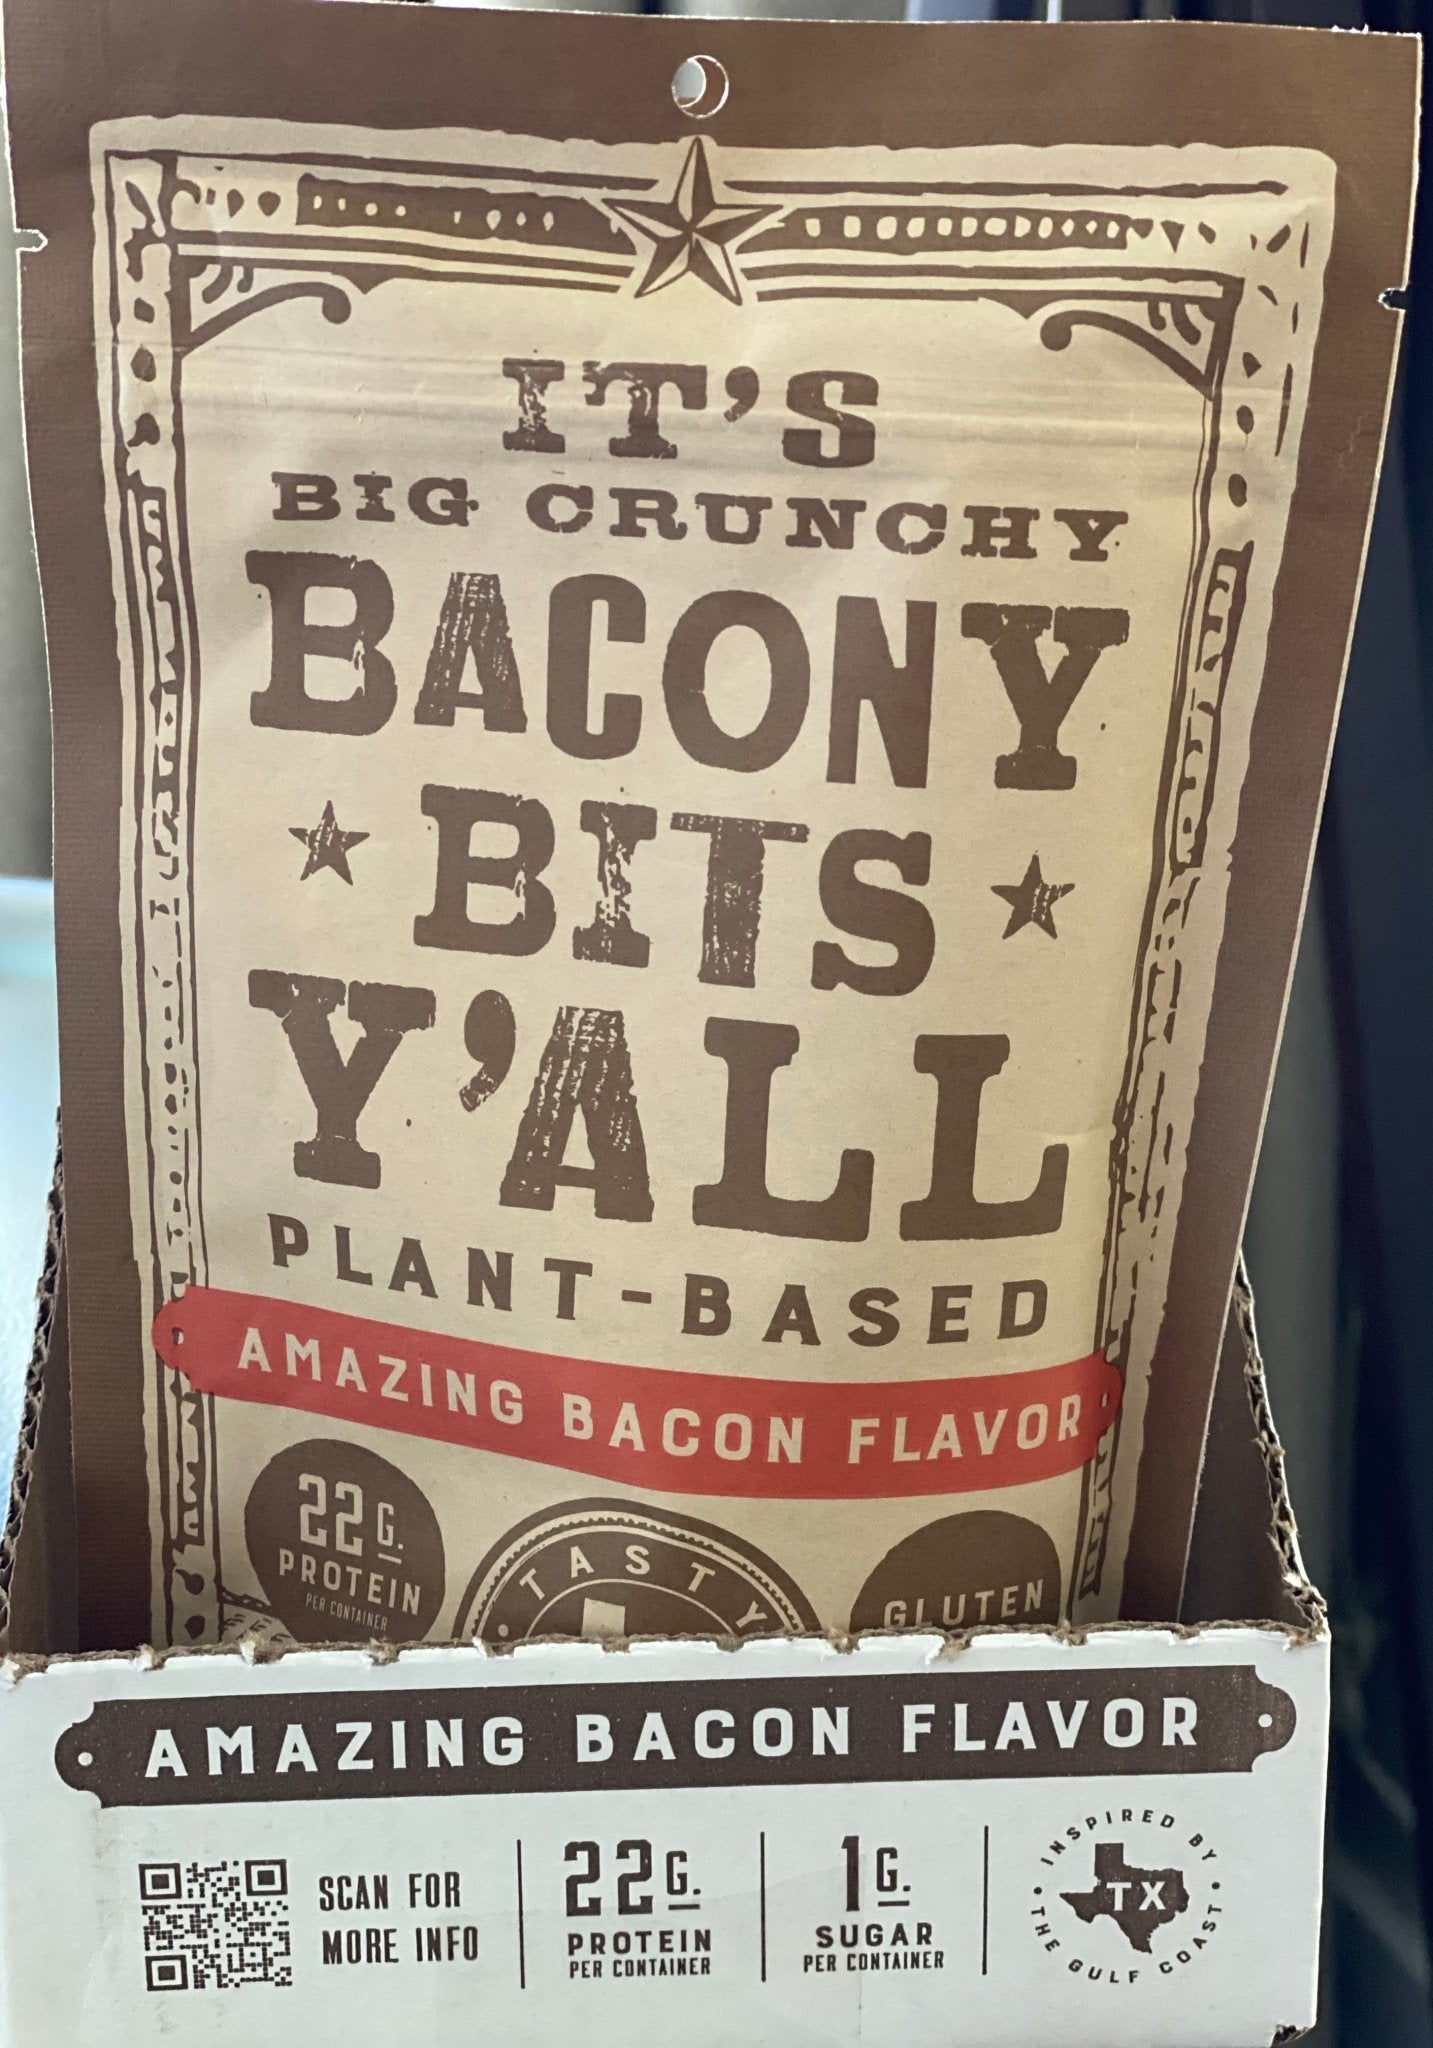 IT'S
BIG CRUNCHY
BACONY
BITS
Y'ALL
PLANT-BASED
AMAZING BACON FLAVOR
22G.
PROTEIN
PER CONTAINER
TASTY
GLUTEN
AMAZING BACON FLAVOR
SCAN FOR
MORE INFO
22G.
PROTEIN
PER CONTAINER
1G.
SUGAR
PER CONTAINER
INSPIRED BY
TX
THE GULF COAST